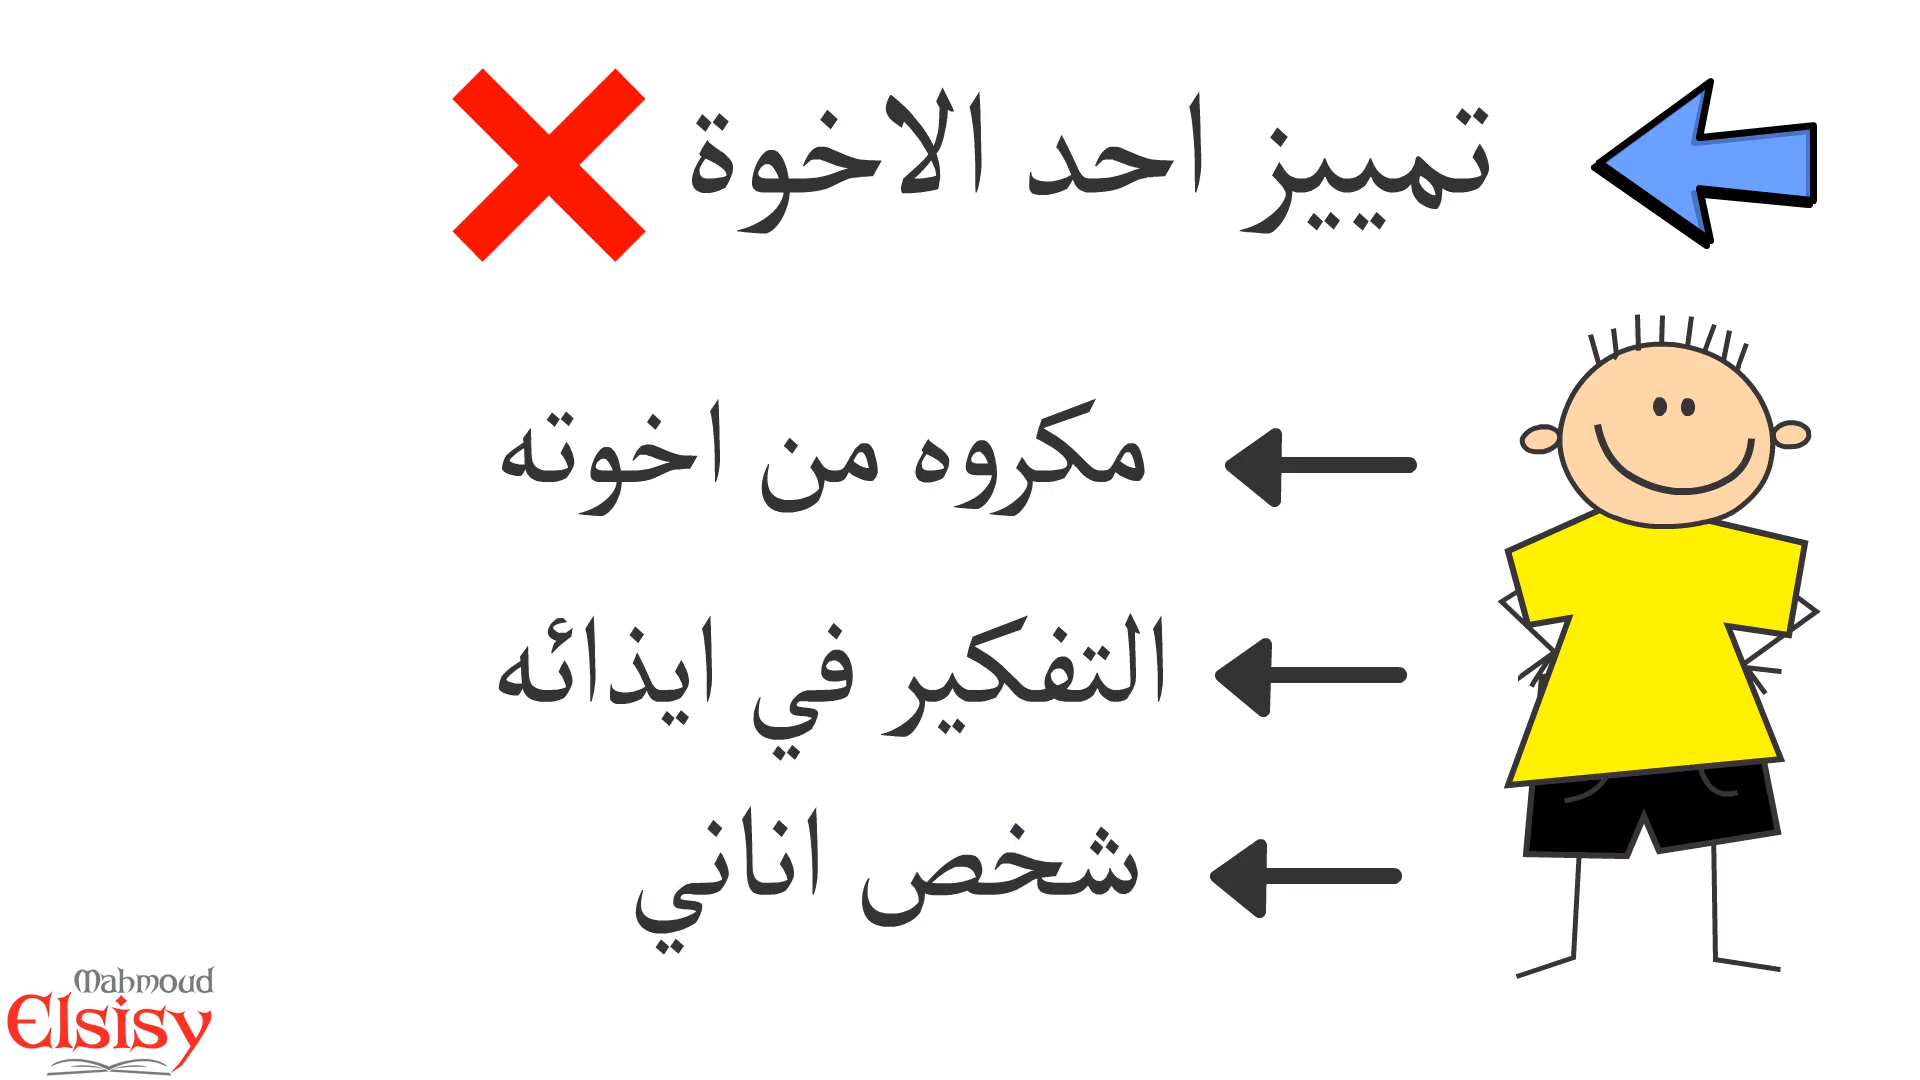 تمييز احد الاخوة
مكروه من اخوته
التفكير في ايذائه
شخص اناني
Mahmoud
Elsisy